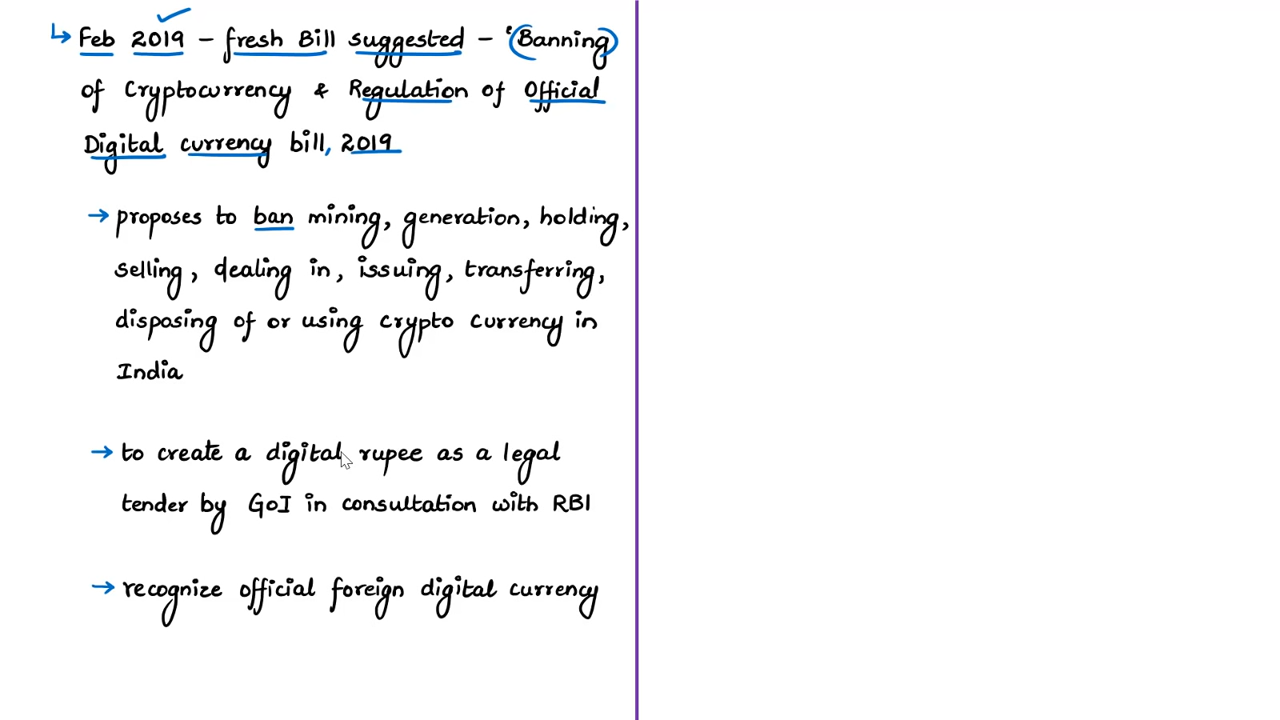 ↳ Feb 2019 - fresh Bill suggested - 'Banning
of Cryptocurrency & Regulation of Official
Digital currency bill, 2019
→ proposes to ban mining, generation, holding,
selling, dealing in, issuing, transferring,
disposing of or using crypto currency in
India
→ to create a digital rupee as a legal
tender by GoI in consultation with RBI
→ recognize official foreign digital currency